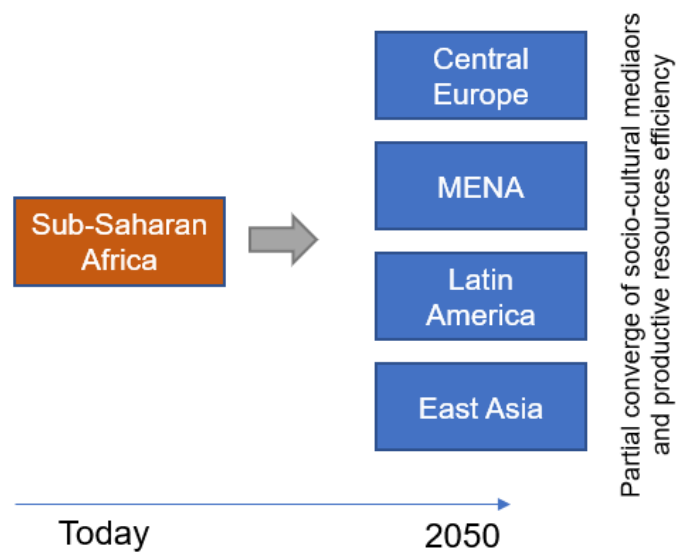 Central
Europe
MENA
Sub-Saharan
Africa
Latin
America
East Asia
Partial converge of socio-cultural mediaors
and productive resources efficiency
Today
2050